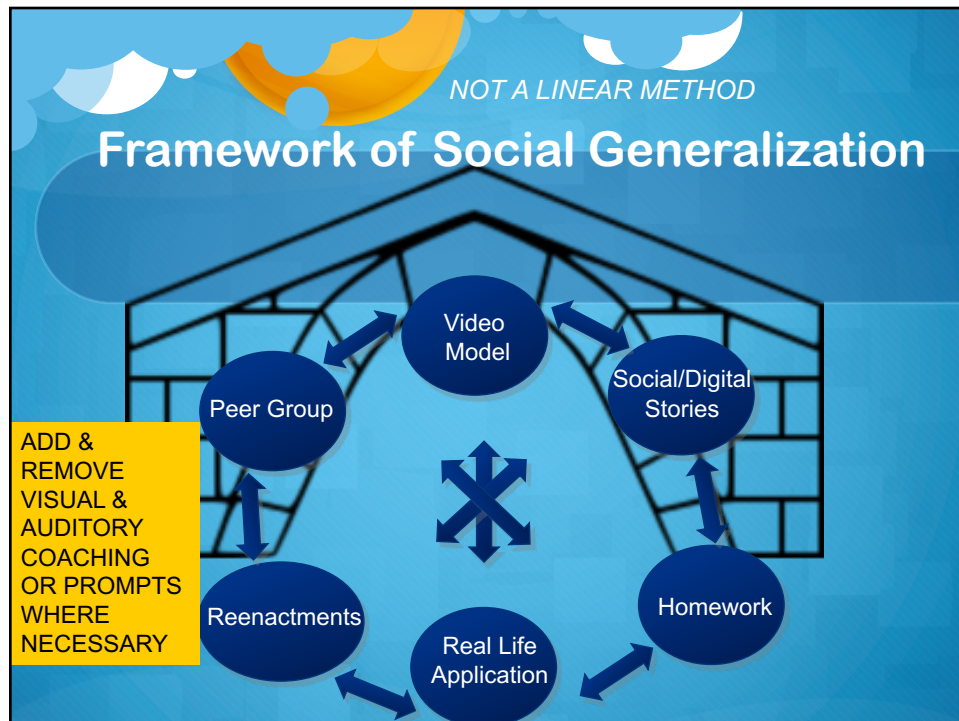 NOT A LINEAR METHOD
Framework of Social Generalization
Video
Model
Social/Digital
Stories
Peer Group
ADD &
REMOVE
VISUAL &
AUDITORY
COACHING
OR PROMPTS
WHERE
NECESSARY
Homework
Reenactments
Real Life
Application